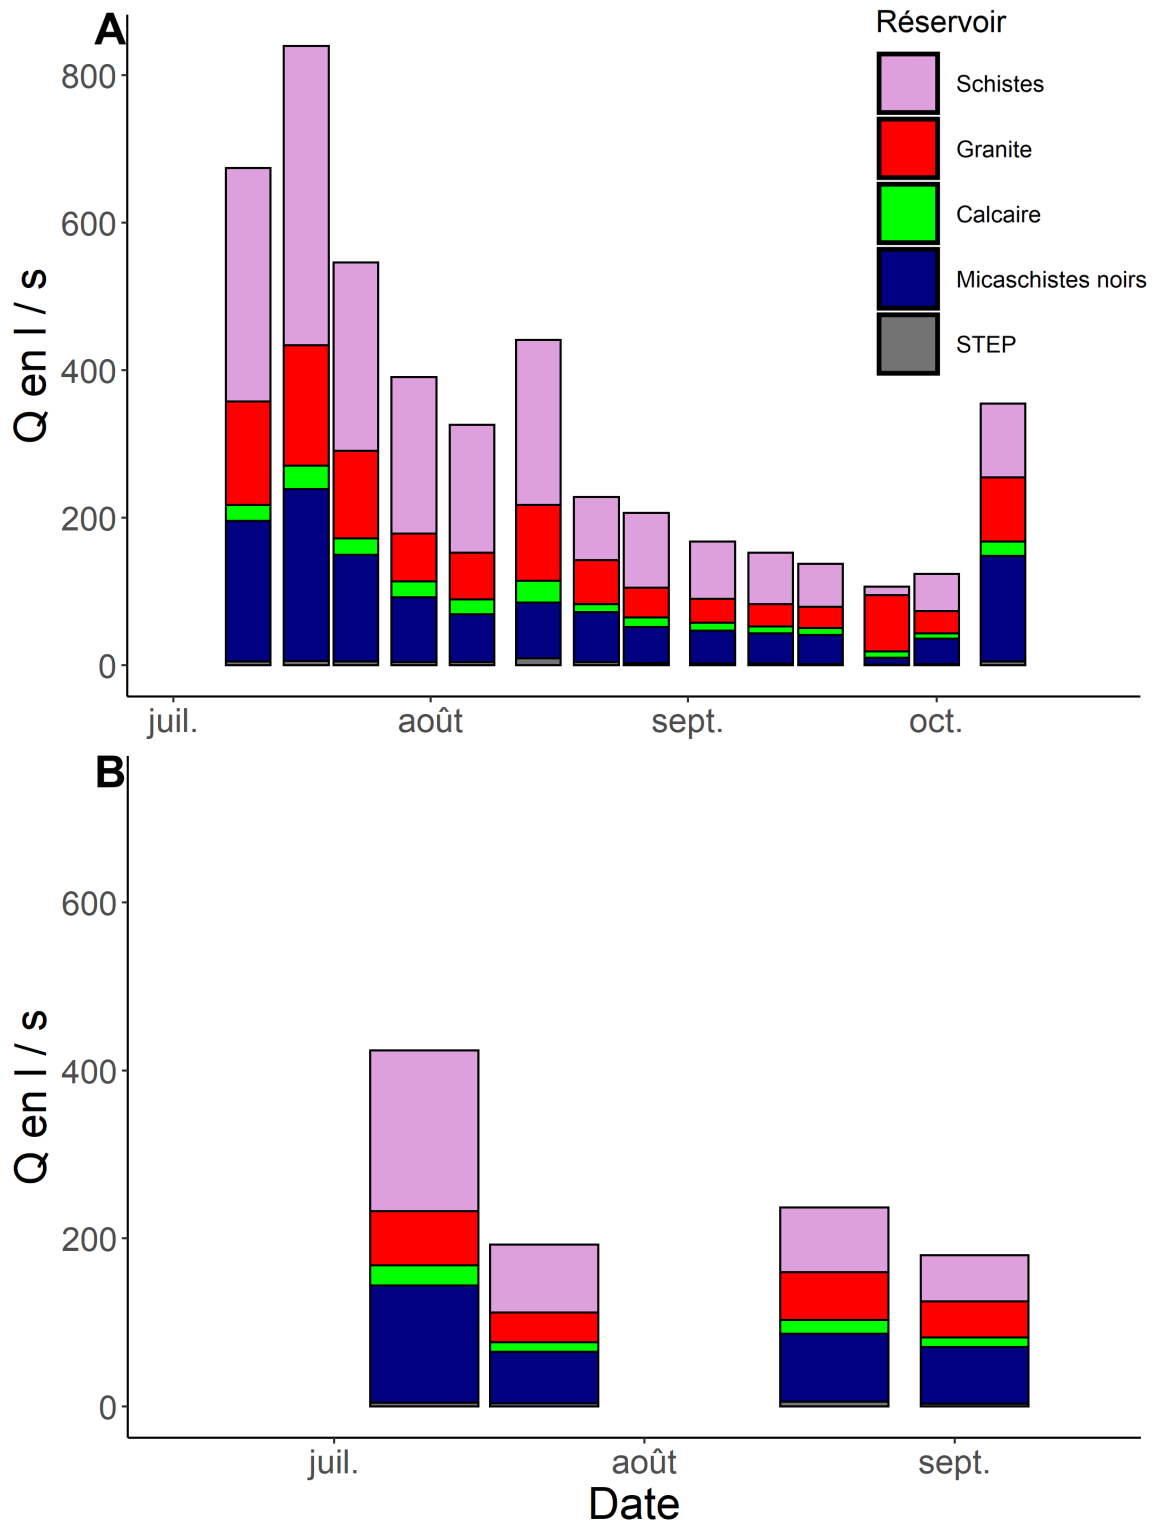 A
Réservoir
Schistes
Granite
Calcaire
Micaschistes noirs
STEP
Q en l / s
800
600
400
200
0
juil. août sept. oct.
B
Q en l / s
600
400
200
0
juil. août sept.
Date